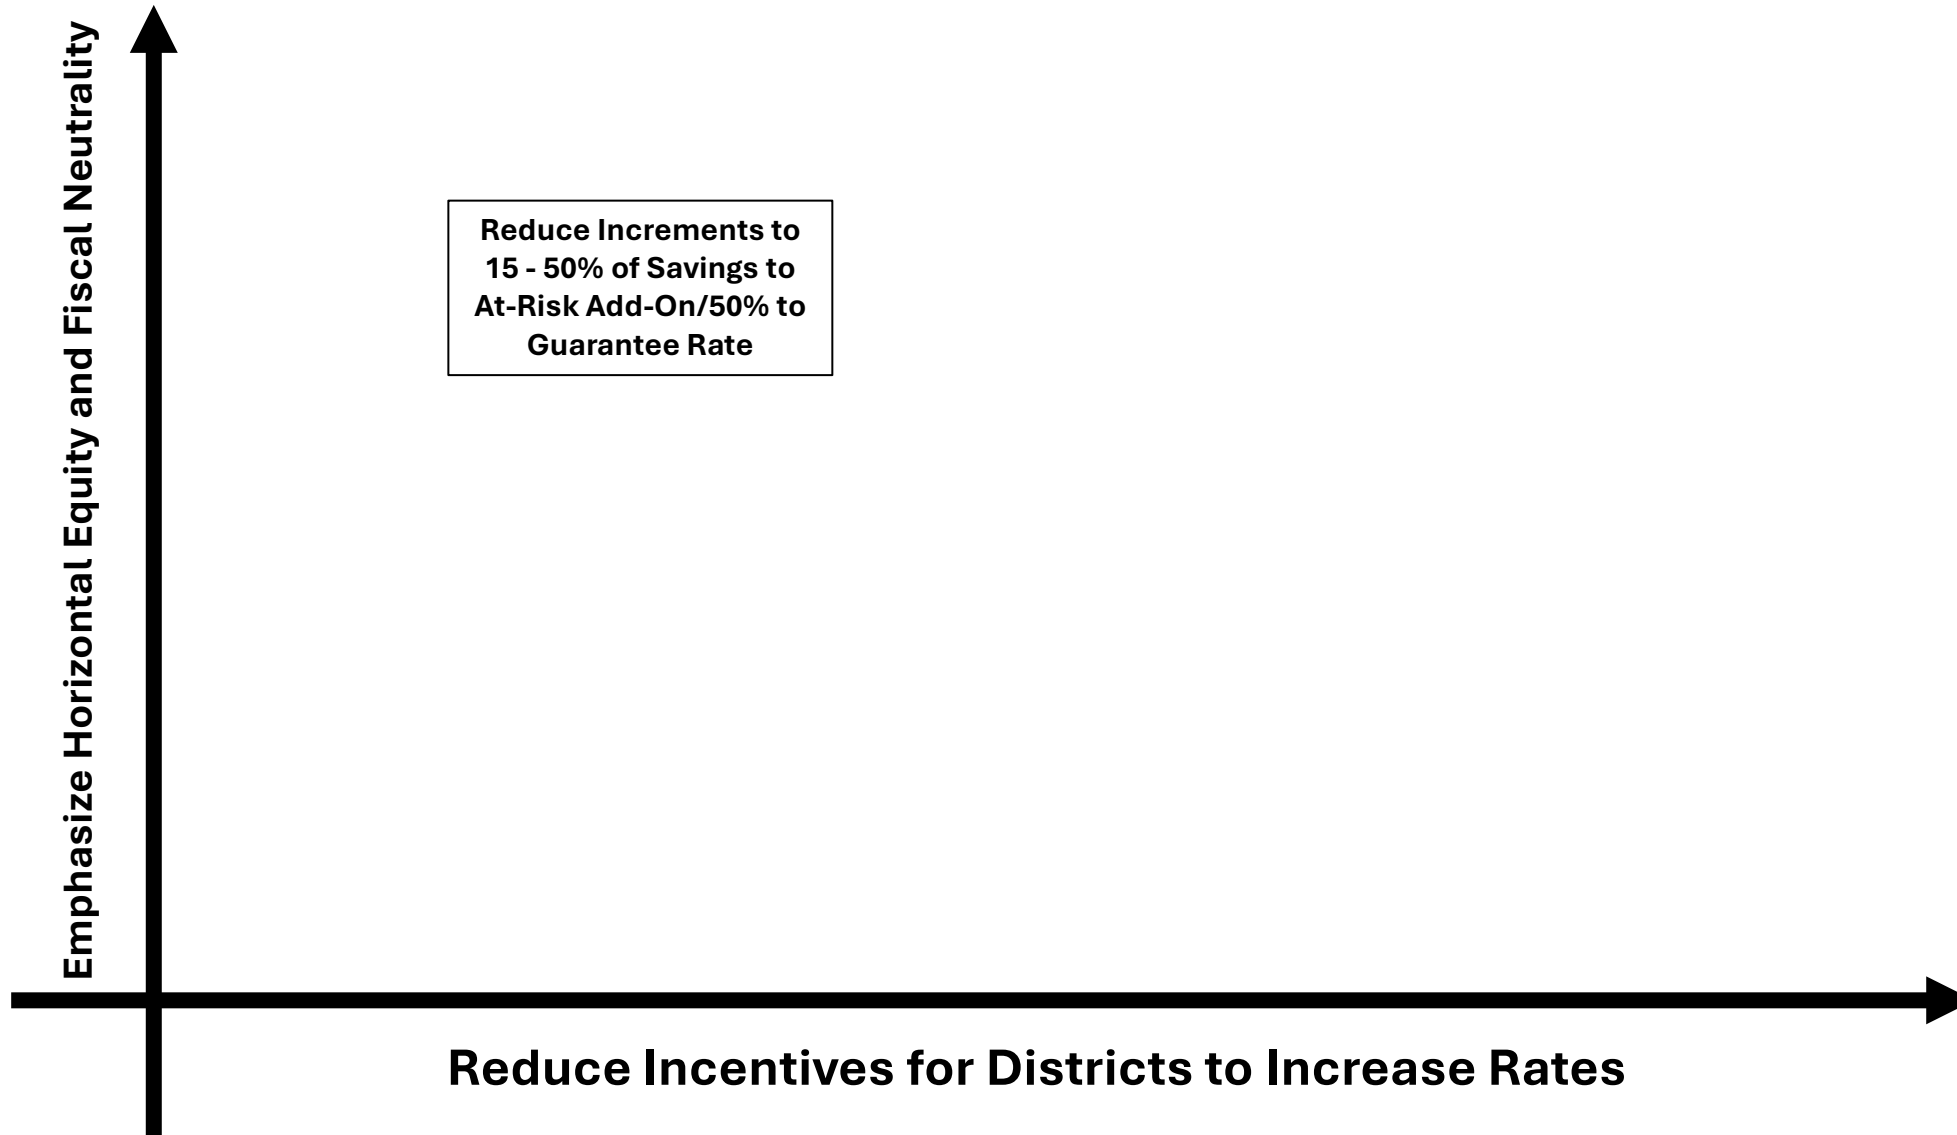 Emphasize Horizontal Equity and Fiscal Neutrality
Reduce Increments to
15 - 50% of Savings to
At-Risk Add-On/50% to
Guarantee Rate
Reduce Incentives for Districts to Increase Rates